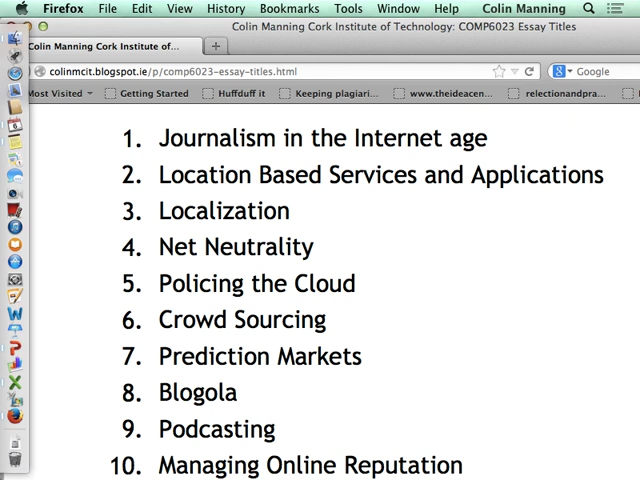 Firefox File Edit View History Bookmarks Tools Window Help Colin Manning
Colin Manning Cork Institute of Technology: COMP6023 Essay Titles
Colin Manning Cork Institute of...
colinmcit.blogspot.ie/p/comp6023-essay-titles.html Google
Most Visited Getting Started Huffduff it Keeping plagiari... www.theideacen... relectionandpra...
1. Journalism in the Internet age
2. Location Based Services and Applications
3. Localization
4. Net Neutrality
5. Policing the Cloud
6. Crowd Sourcing
7. Prediction Markets
8. Blogola
9. Podcasting
10. Managing Online Reputation